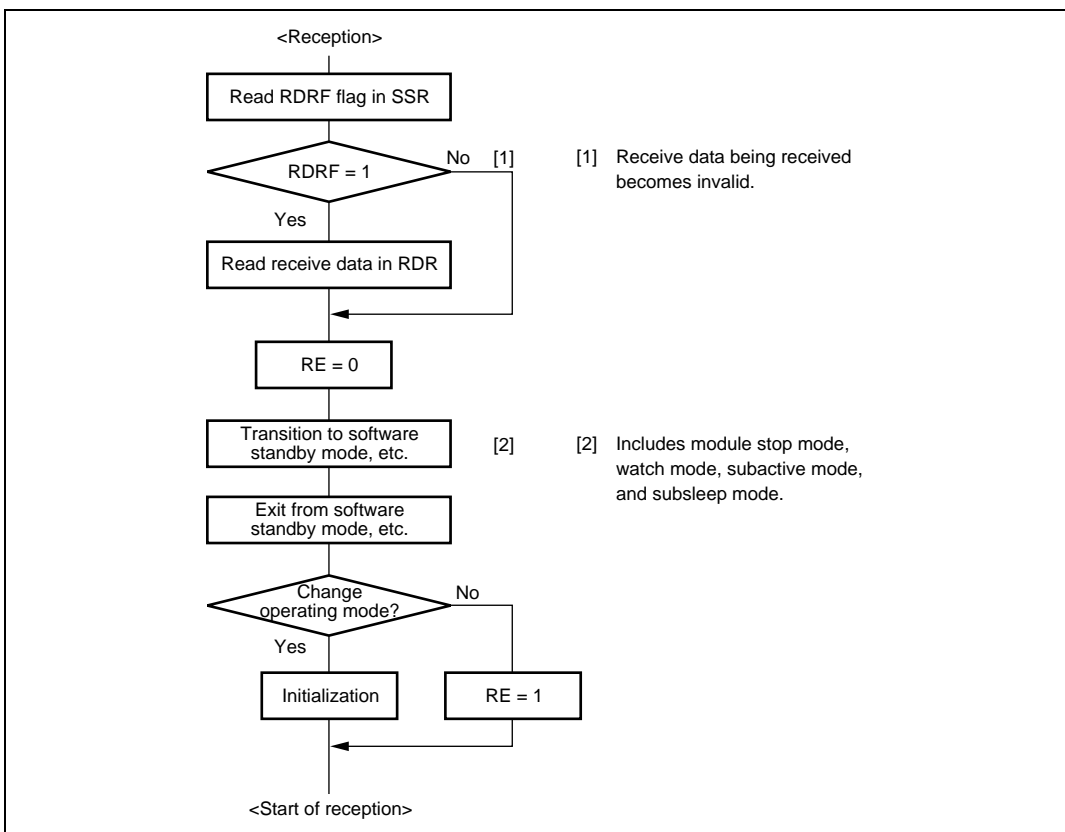 <Reception>
Read RDRF flag in SSR
No [1]
[1] Receive data being received
becomes invalid.
RDRF = 1
Yes
Read receive data in RDR
RE = 0
Transition to software
standby mode, etc.
[2]
[2] Includes module stop mode,
watch mode, subactive mode,
and subsleep mode.
Exit from software
standby mode, etc.
Change
operating mode?
No
Yes
Initialization
RE = 1
<Start of reception>